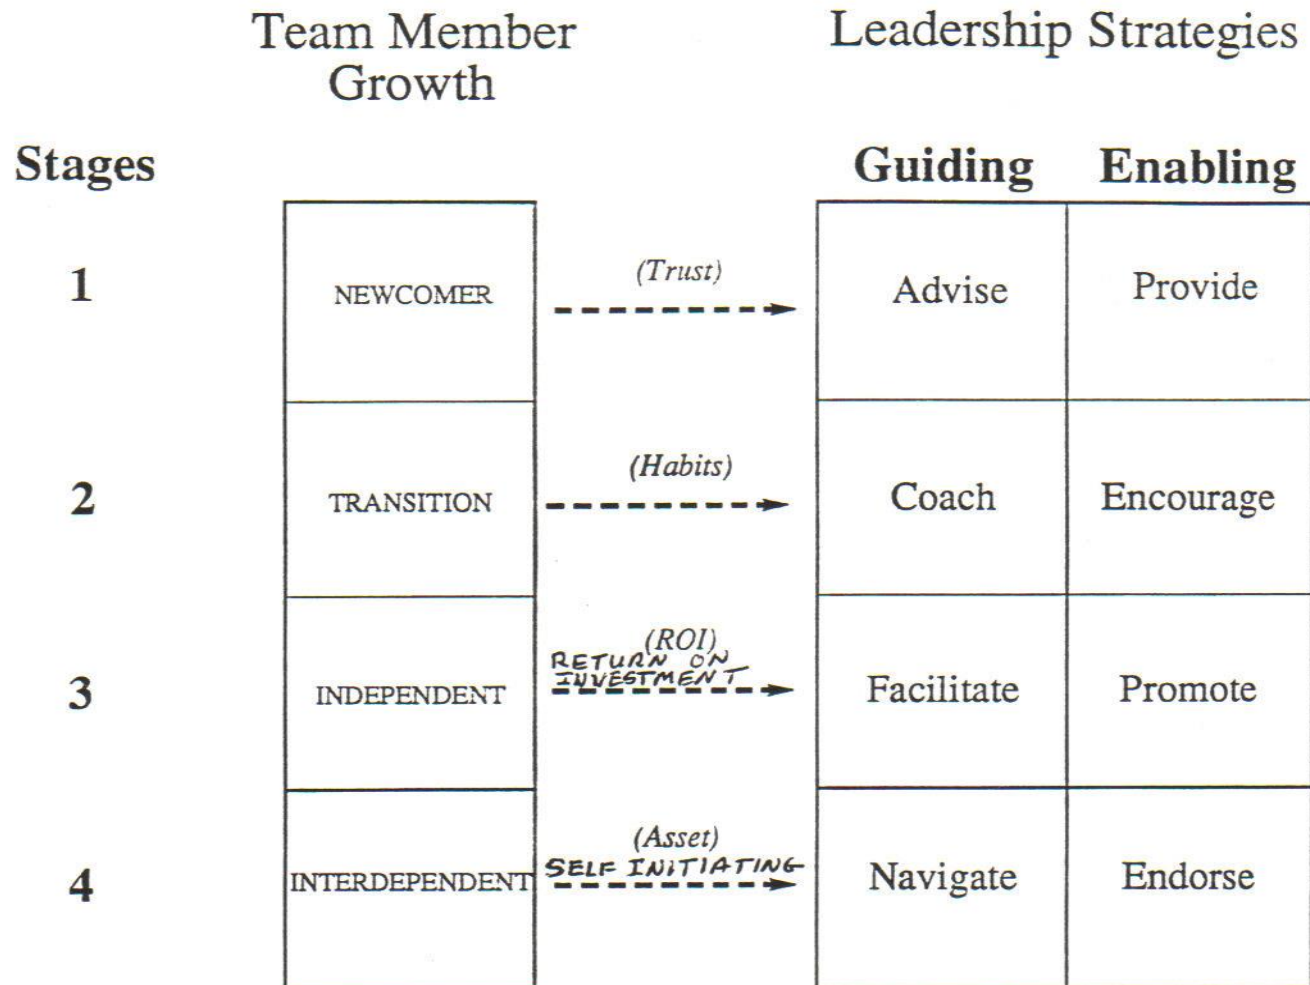 Team Member
Growth
Leadership Strategies
Stages
Guiding
Enabling
1
NEWCOMER
(Trust)
Advise
Provide
2
TRANSITION
(Habits)
Coach
Encourage
3
INDEPENDENT
(ROI)
RETURN ON
INVESTMENT
Facilitate
Promote
4
INTERDEPENDENT
(Asset)
SELF INITIATING
Navigate
Endorse